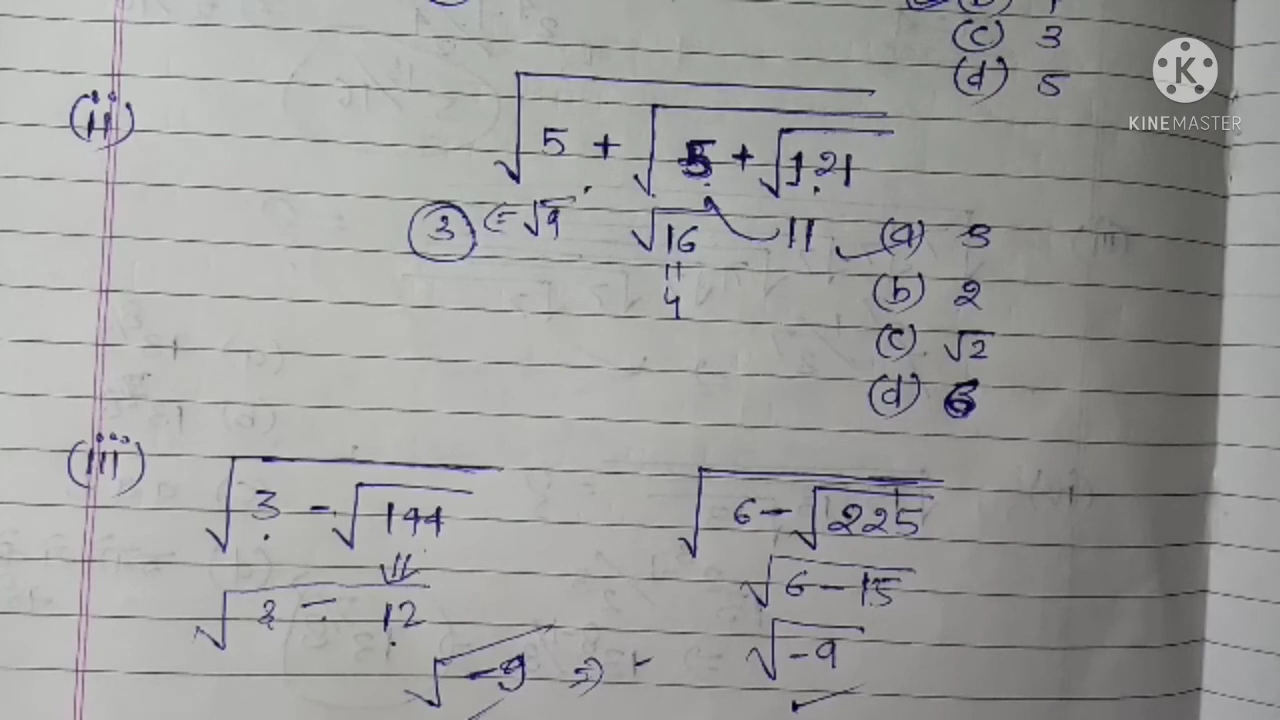 (c) 3
(d) 5
KINEMASTER
(ii) √(5 + √(5 + √121))
(3) ⇐ √9 √16 11 (a) 3
4 (b) 2
(c) √2
(d) 6
(iii) √(3 - √144) √(6 - √225)
√(3 - 12) √(6 - 15)
√-9 ⇒ √-9